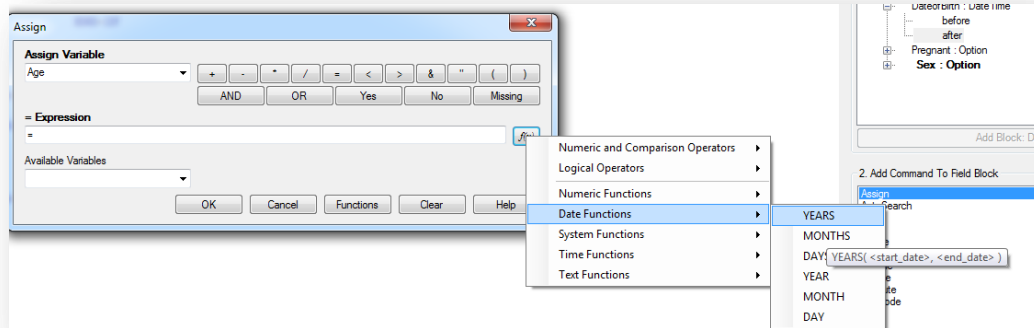 Assign
x
Assign Variable
Age
+ - * / = < > & " ( )
AND OR Yes No Missing
= Expression
=
Available Variables
OK Cancel Functions Clear Help
Numeric and Comparison Operators
Logical Operators
Numeric Functions
Date Functions
System Functions
Time Functions
Text Functions
YEARS
MONTHS
DAYS
YEARS( <start_date>, <end_date> )
YEAR
MONTH
DAY
DateofBirth : DateTime
before
after
Pregnant : Option
Sex : Option
Add Block: D
2. Add Command To Field Block
Assign
Search